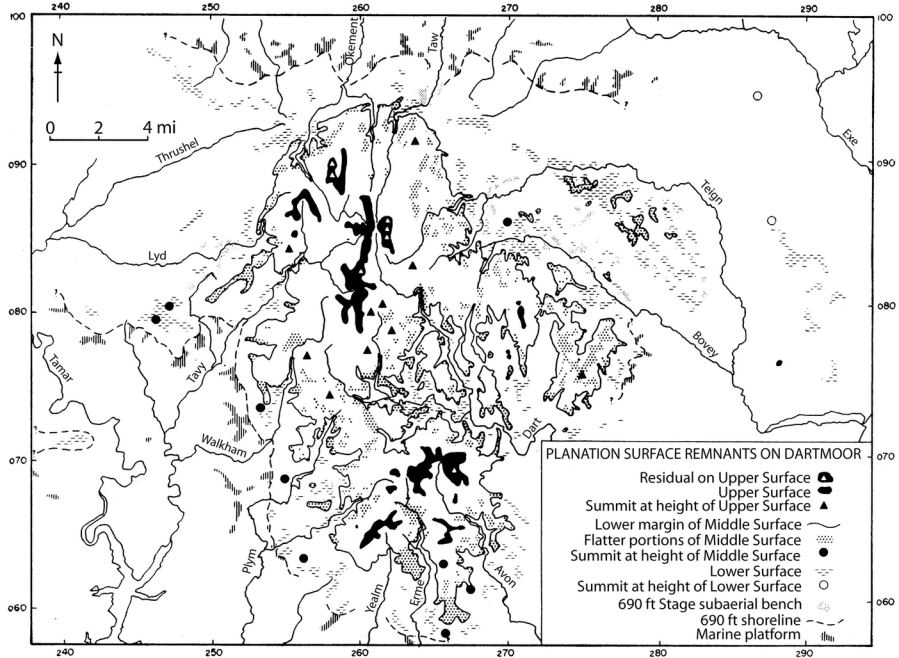 250 260 270 280 290
100 100
N
Okement
Taw
0 2 4 mi
Exe
Thrushel
090 090
Teign
Lyd
080 080
Bovey
Tamar
Tavy
Dart
Walkham
070 070
PLANATION SURFACE REMNANTS ON DARTMOOR
Residual on Upper Surface
Upper Surface
Summit at height of Upper Surface
Lower margin of Middle Surface
Flatter portions of Middle Surface
Summit at height of Middle Surface
Lower Surface
Summit at height of Lower Surface
690 ft Stage subaerial bench
690 ft shoreline
Marine platform
Plym
Yealm
Erme
Avon
060 060
240 250 260 270 280 290